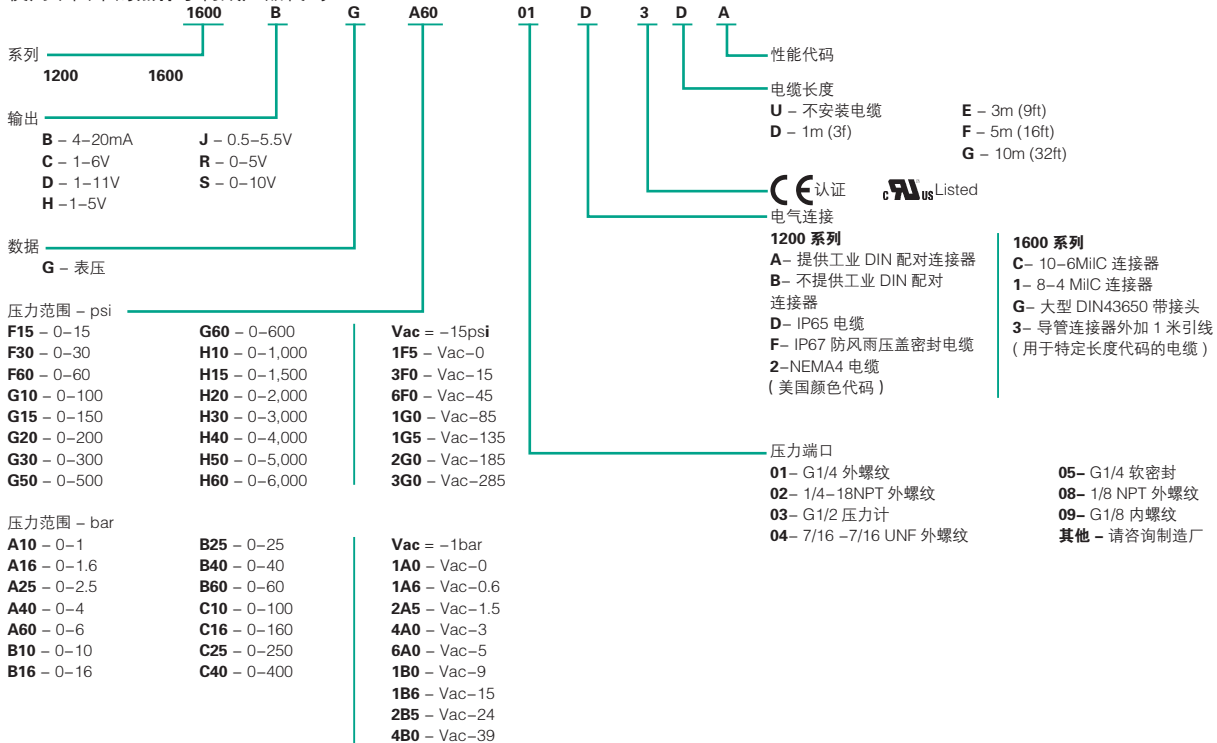 1600 B G A60 01 D 3 D A
系列
1200 1600
输出
B – 4–20mA
C – 1–6V
D – 1–11V
H –1–5V
J – 0.5–5.5V
R – 0–5V
S – 0–10V
数据
G – 表压
压力范围 – psi
F15 – 0–15
F30 – 0–30
F60 – 0–60
G10 – 0–100
G15 – 0–150
G20 – 0–200
G30 – 0–300
G50 – 0–500
G60 – 0–600
H10 – 0–1,000
H15 – 0–1,500
H20 – 0–2,000
H30 – 0–3,000
H40 – 0–4,000
H50 – 0–5,000
H60 – 0–6,000
Vac = –15psi
1F5 – Vac–0
3F0 – Vac–15
6F0 – Vac–45
1G0 – Vac–85
1G5 – Vac–135
2G0 – Vac–185
3G0 – Vac–285
压力范围 – bar
A10 – 0–1
A16 – 0–1.6
A25 – 0–2.5
A40 – 0–4
A60 – 0–6
B10 – 0–10
B16 – 0–16
B25 – 0–25
B40 – 0–40
B60 – 0–60
C10 – 0–100
C16 – 0–160
C25 – 0–250
C40 – 0–400
Vac = –1bar
1A0 – Vac–0
1A6 – Vac–0.6
2A5 – Vac–1.5
4A0 – Vac–3
6A0 – Vac–5
1B0 – Vac–9
1B6 – Vac–15
2B5 – Vac–24
4B0 – Vac–39
性能代码
电缆长度
U – 不安装电缆
D – 1m (3f)
E – 3m (9ft)
F – 5m (16ft)
G – 10m (32ft)
CE 认证 c RU us Listed
电气连接
1200 系列
A– 提供工业 DIN 配对连接器
B– 不提供工业 DIN 配对
连接器
D– IP65 电缆
F– IP67 防风雨压盖密封电缆
2–NEMA4 电缆
( 美国颜色代码 )
1600 系列
C– 10–6MilC 连接器
1– 8–4 MilC 连接器
G– 大型 DIN43650 带接头
3– 导管连接器外加 1 米引线
( 用于特定长度代码的电缆 )
压力端口
01– G1/4 外螺纹
02– 1/4–18NPT 外螺纹
03– G1/2 压力计
04– 7/16 –7/16 UNF 外螺纹
05– G1/4 软密封
08– 1/8 NPT 外螺纹
09– G1/8 内螺纹
其他 – 请咨询制造厂